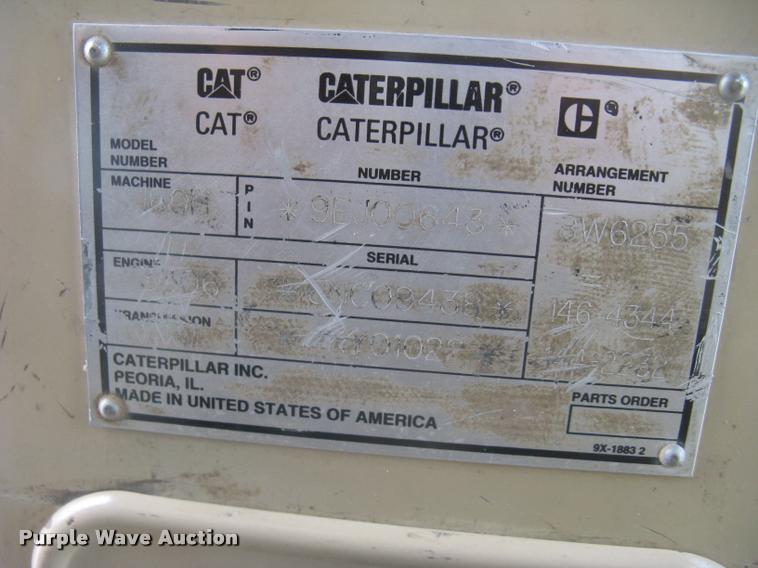 CAT® CATERPILLAR®
CAT® CATERPILLAR®
MODEL NUMBER NUMBER ARRANGEMENT NUMBER
MACHINE PIN *9EJ00643* 3W6255
SERIAL
ENGINE 146-4344
TRANSMISSION
CATERPILLAR INC.
PEORIA, IL.
MADE IN UNITED STATES OF AMERICA
PARTS ORDER
9X-1883 2
Purple Wave Auction